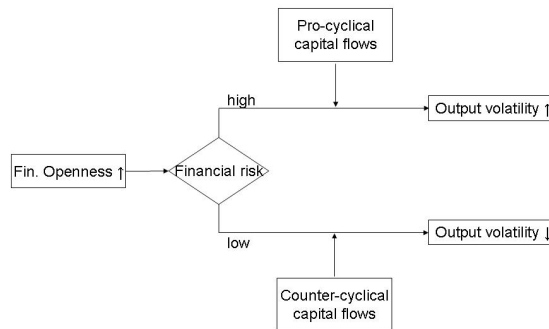 Pro-cyclical
capital flows
high
Output volatility ↑
Fin. Openness ↑
Financial risk
low
Output volatility ↓
Counter-cyclical
capital flows